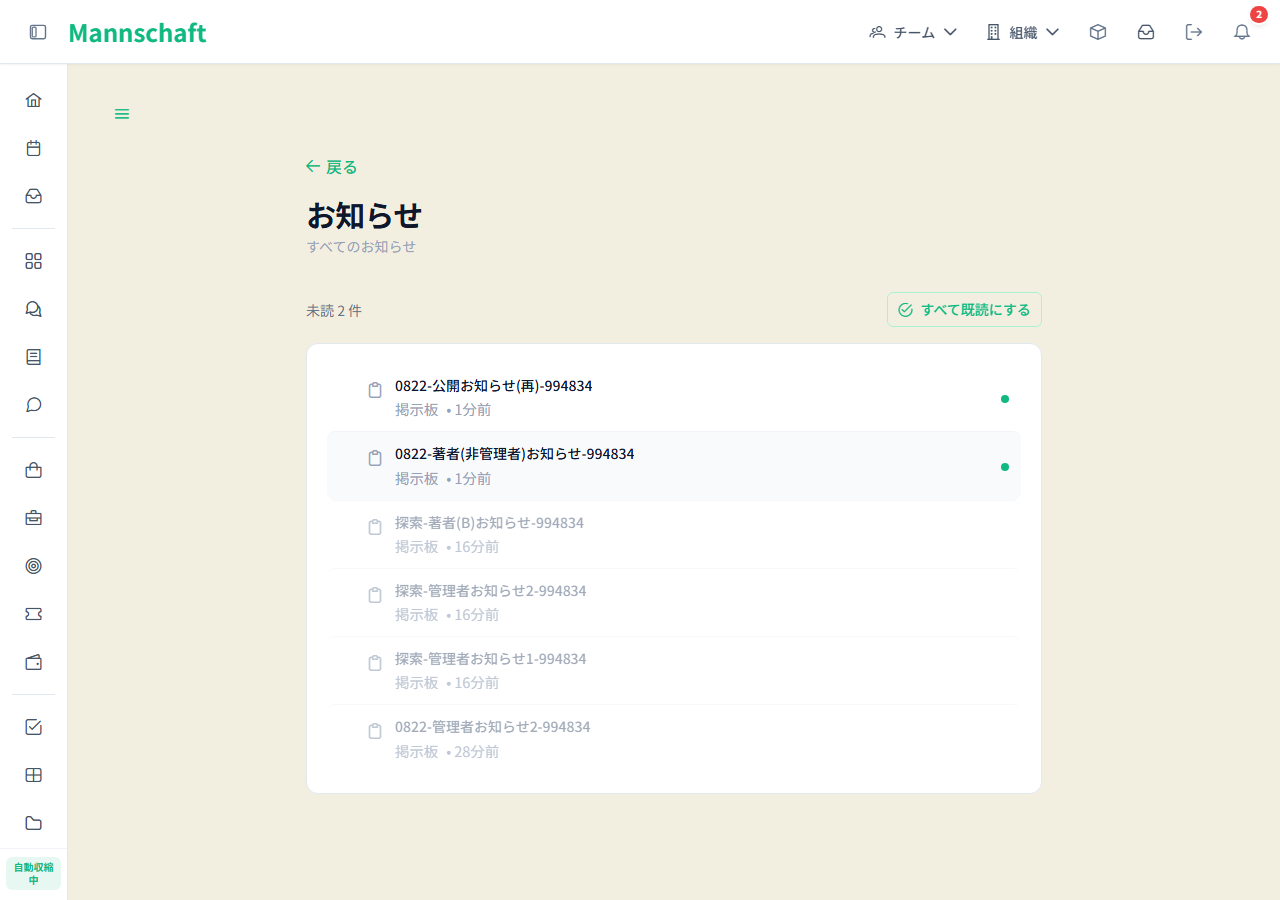 Mannschaft
チーム
組織
2
← 戻る
お知らせ
すべてのお知らせ
未読 2 件
すべて既読にする
0822-公開お知らせ(再)-994834
掲示板 • 1分前
0822-著者(非管理者)お知らせ-994834
掲示板 • 1分前
探索-著者(B)お知らせ-994834
掲示板 • 16分前
探索-管理者お知らせ2-994834
掲示板 • 16分前
探索-管理者お知らせ1-994834
掲示板 • 16分前
0822-管理者お知らせ2-994834
掲示板 • 28分前
自動収縮
中